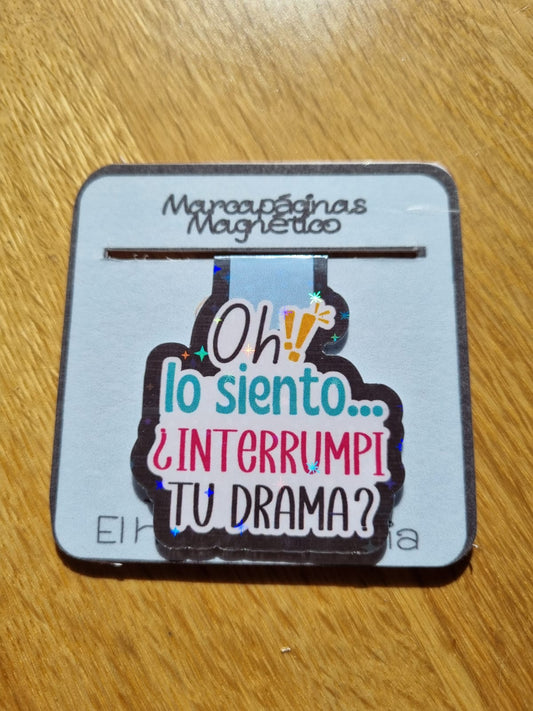 Marcapáginas
Magnético
Oh!!
lo siento...
¿INTERRUMPI
TU DRAMA?
El